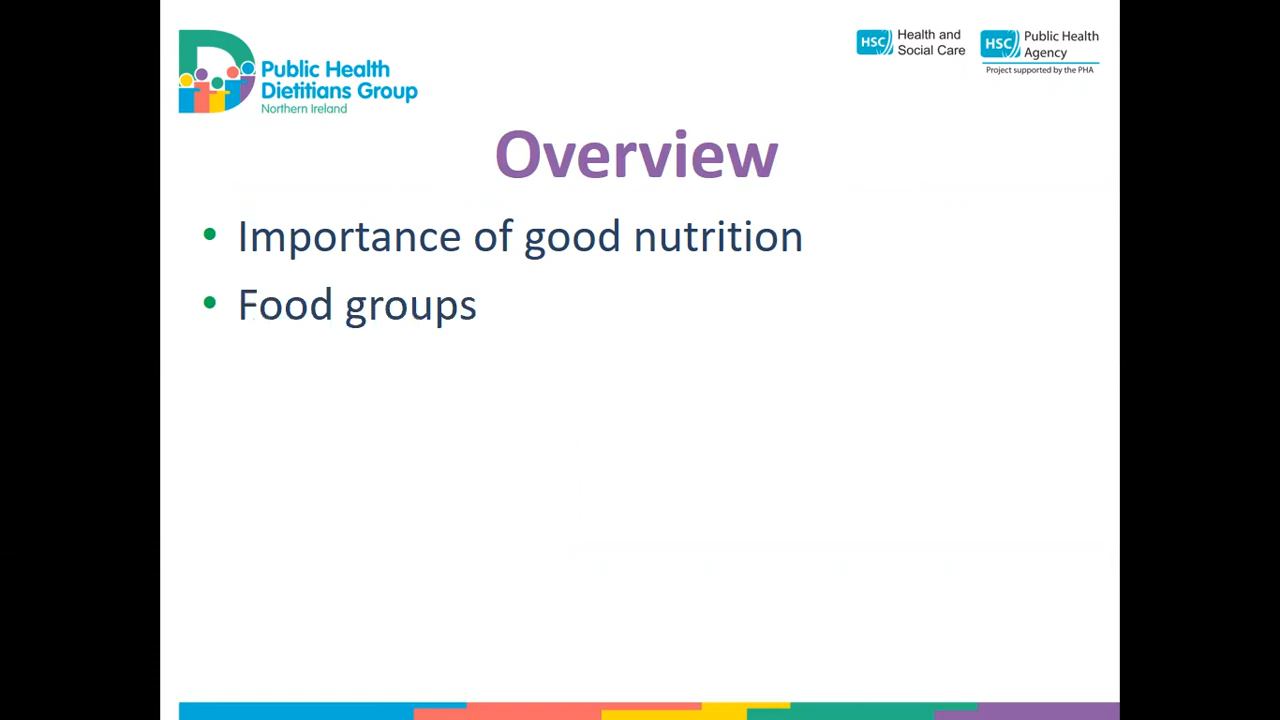 Public Health
Dietitians Group
Northern Ireland
HSC Health and
Social Care
HSC Public Health
Agency
Project supported by the PHA
Overview
• Importance of good nutrition
• Food groups